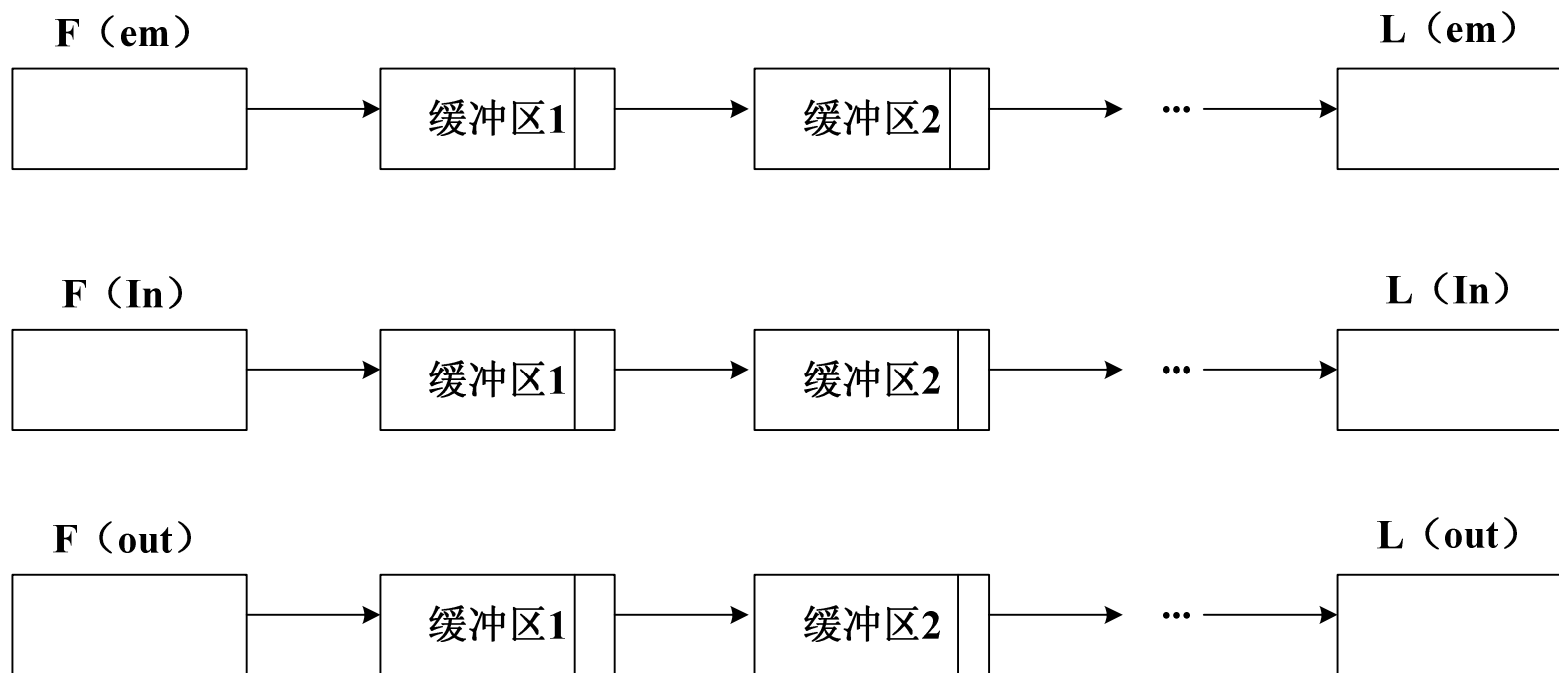 F（em） L（em）
缓冲区1 缓冲区2 ...
F（In） L（In）
缓冲区1 缓冲区2 ...
F（out） L（out）
缓冲区1 缓冲区2 ...